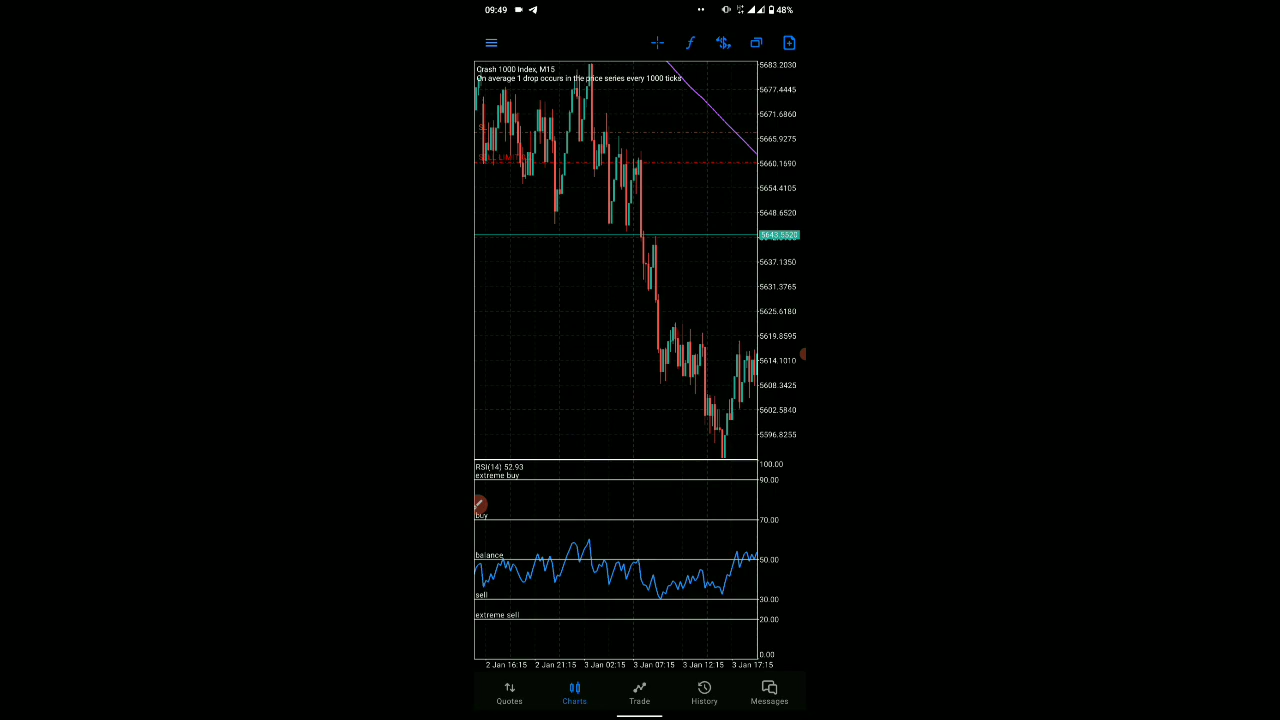 09:49
48%
Crash 1000 Index, M15
On average 1 drop occurs in the price series every 1000 ticks
5683.2030
5677.4445
5671.6860
SL
5665.9275
SELL LIMIT
5660.1690
5654.4105
5648.6520
5643.5520
5637.1350
5631.3765
5625.6180
5619.8595
5614.1010
5608.3425
5602.5840
5596.8255
RSI(14) 52.93
100.00
extreme buy
90.00
buy
70.00
balance
50.00
sell
30.00
extreme sell
20.00
0.00
2 Jan 16:15 2 Jan 21:15 3 Jan 02:15 3 Jan 07:15 3 Jan 12:15 3 Jan 17:15
Quotes Charts Trade History Messages